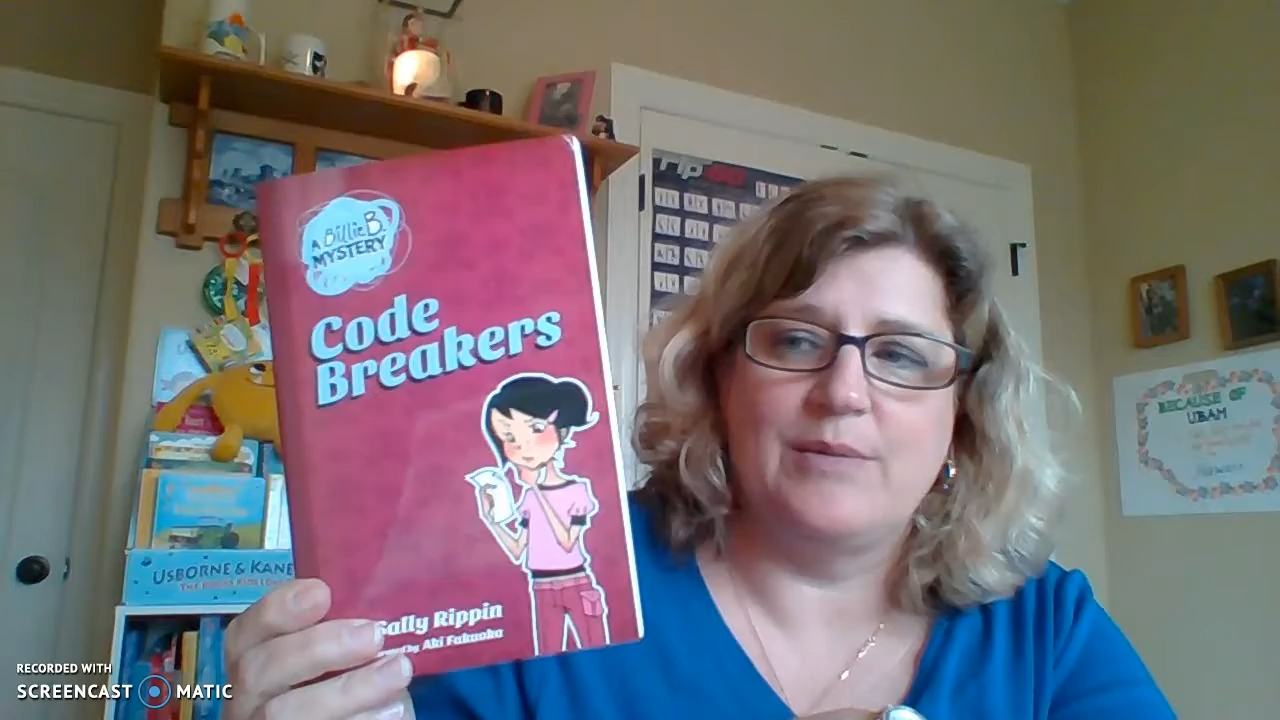 A Billie B.
MYSTERY
Code
Breakers
Sally Rippin
Aki Fukuoka
USBORNE & KANE
BECAUSE OF
UBAM
RECORDED WITH
SCREENCAST MATIC